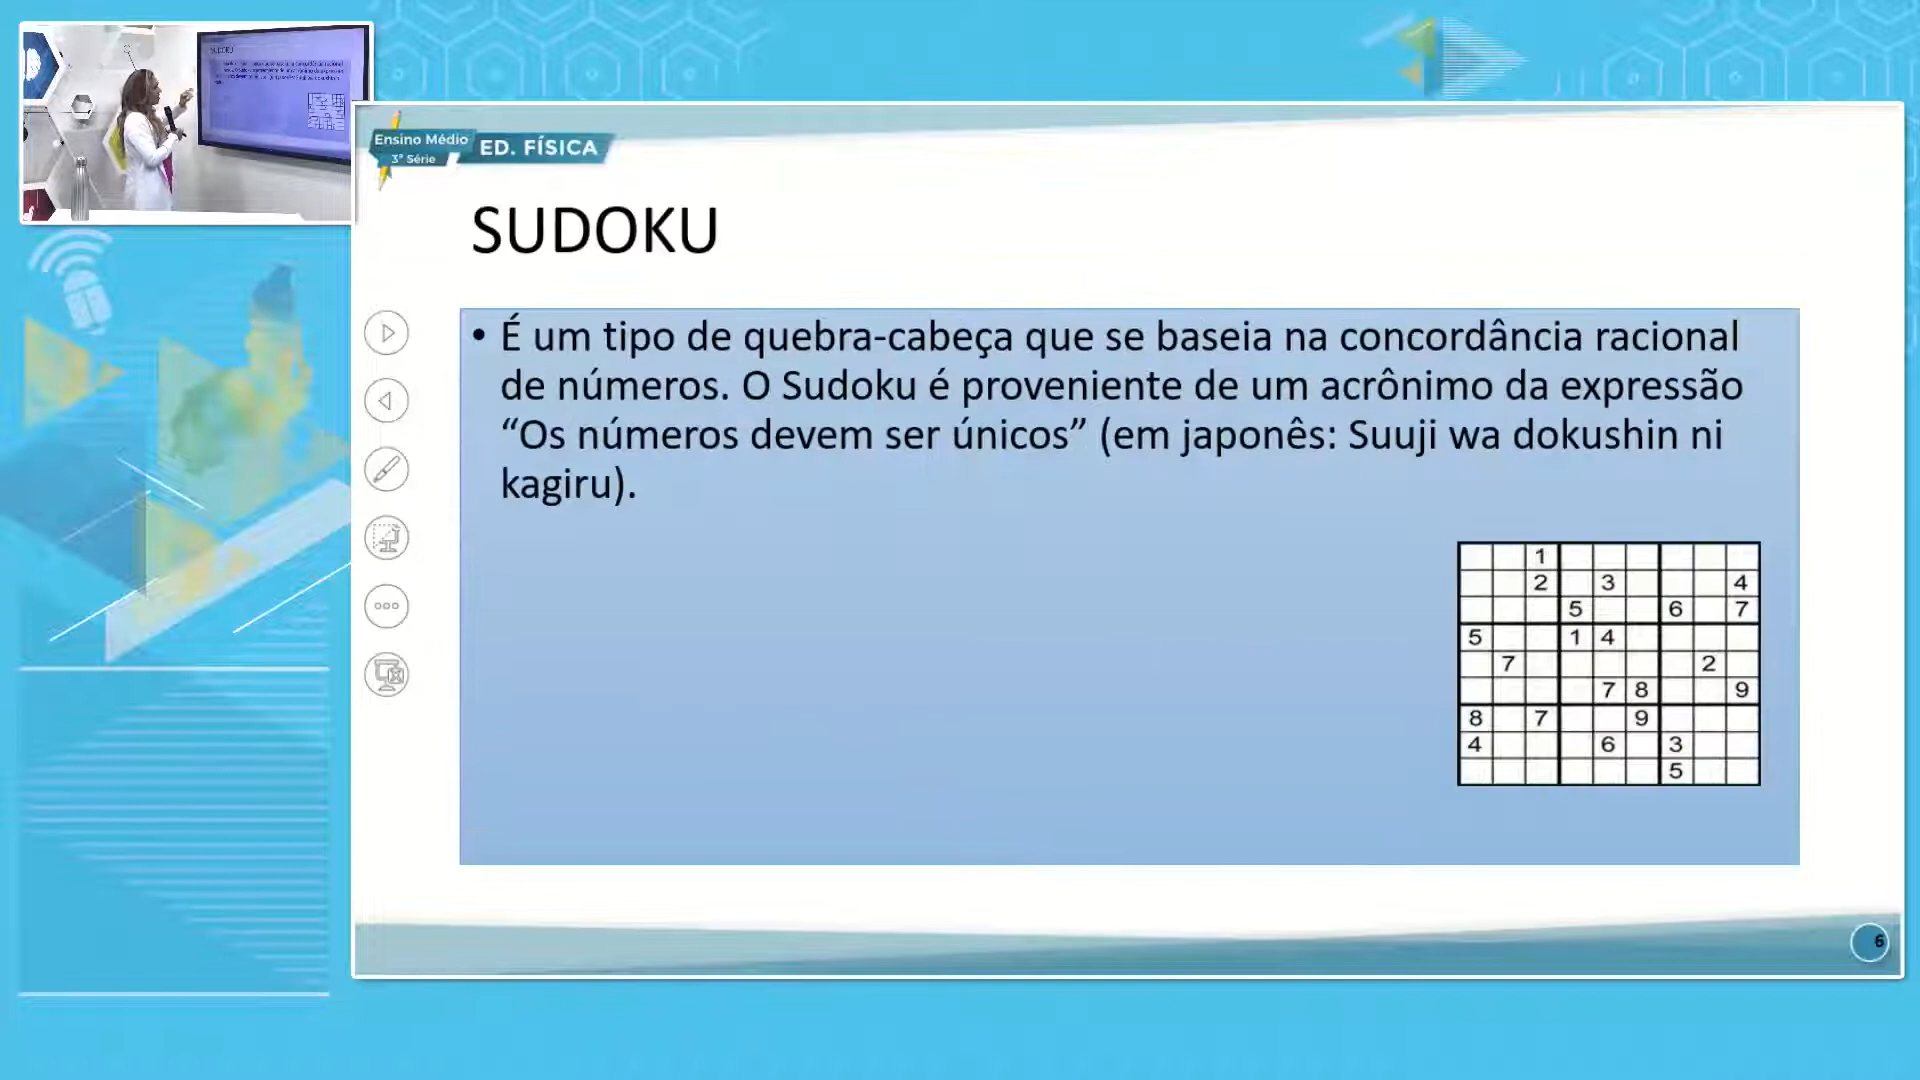 SUDOKU
Ensino Médio
3ª Série
ED. FÍSICA
SUDOKU
• É um tipo de quebra-cabeça que se baseia na concordância racional
de números. O Sudoku é proveniente de um acrônimo da expressão
“Os números devem ser únicos” (em japonês: Suuji wa dokushin ni
kagiru).
1
2 3 4
5 6 7
5 1 4
7 2
7 8 9
8 7 9
4 6 3
5
6